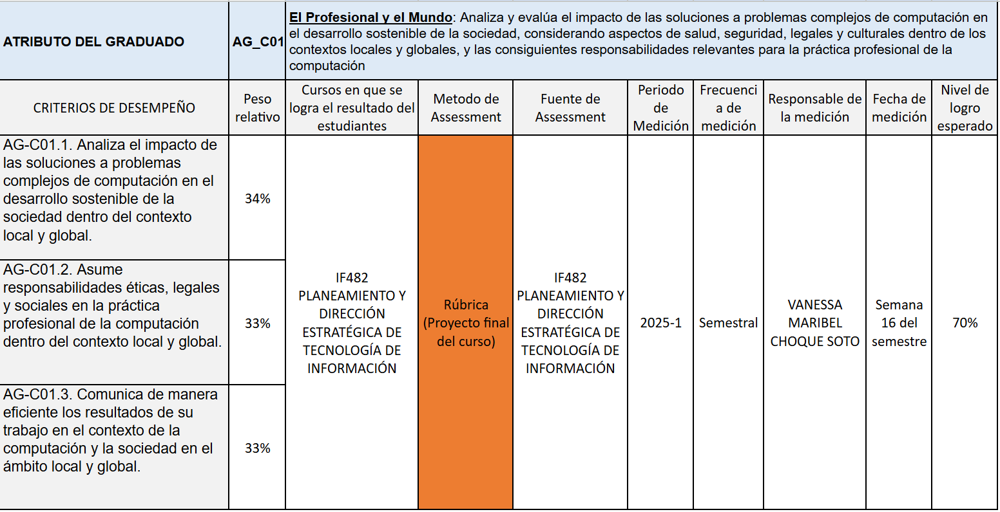 ATRIBUTO DEL GRADUADO
AG_C01
El Profesional y el Mundo: Analiza y evalúa el impacto de las soluciones a problemas complejos de computación en
el desarrollo sostenible de la sociedad, considerando aspectos de salud, seguridad, legales y culturales dentro de los
contextos locales y globales, y las consiguientes responsabilidades relevantes para la práctica profesional de la
computación
CRITERIOS DE DESEMPEÑO
Peso
relativo
Cursos en que se
logra el resultado del
estudiantes
Metodo de
Assessment
Fuente de
Assessment
Periodo
de
Medición
Frecuenci
a de
medición
Responsable de
la medición
Fecha de
medición
Nivel de
logro
esperado
AG-C01.1. Analiza el impacto de
las soluciones a problemas
complejos de computación en el
desarrollo sostenible de la
sociedad dentro del contexto
local y global.
34%
AG-C01.2. Asume
responsabilidades éticas, legales
y sociales en la práctica
profesional de la computación
dentro del contexto local y global.
33%
AG-C01.3. Comunica de manera
eficiente los resultados de su
trabajo en el contexto de la
computación y la sociedad en el
ámbito local y global.
33%
IF482
PLANEAMIENTO Y
DIRECCIÓN
ESTRATÉGICA DE
TECNOLOGÍA DE
INFORMACIÓN
Rúbrica
(Proyecto final
del curso)
IF482
PLANEAMIENTO Y
DIRECCIÓN
ESTRATÉGICA DE
TECNOLOGÍA DE
INFORMACIÓN
2025-1
Semestral
VANESSA
MARIBEL
CHOQUE SOTO
Semana
16 del
semestre
70%